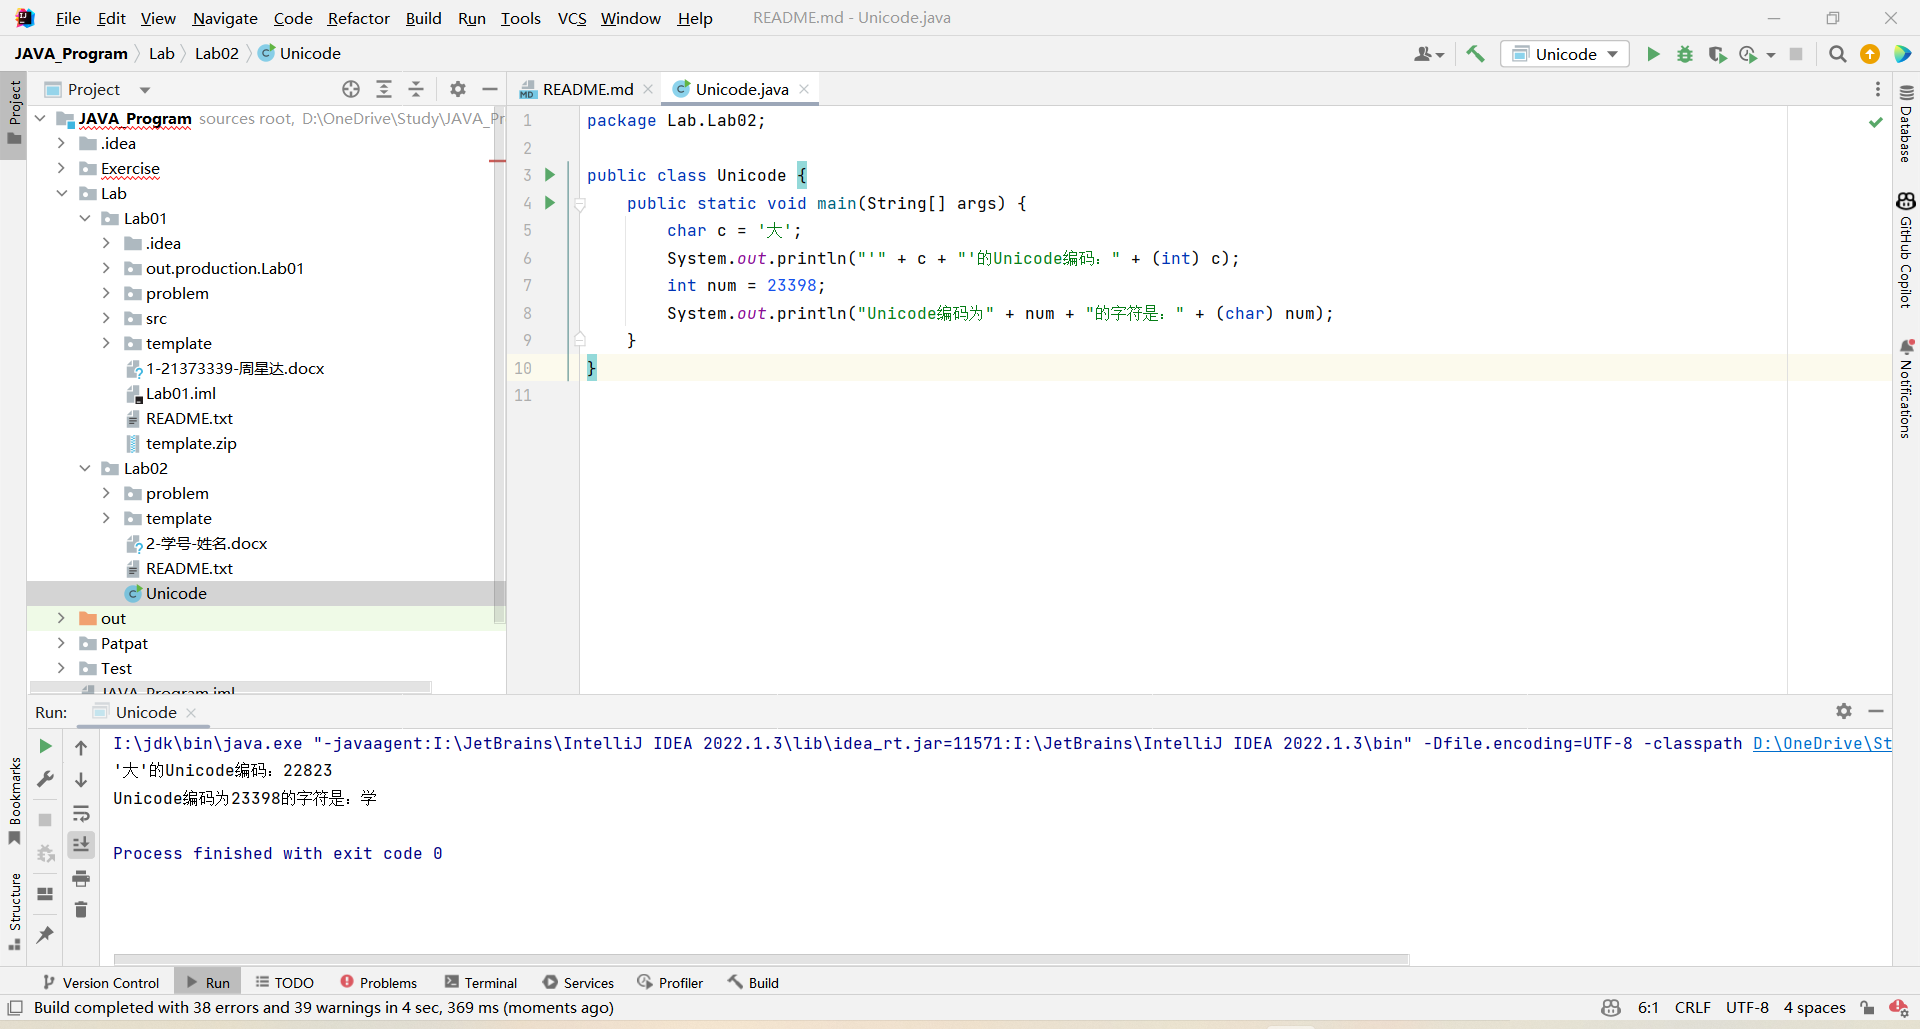 File Edit View Navigate Code Refactor Build Run Tools VCS Window Help README.md - Unicode.java
JAVA_Program Lab Lab02 Unicode
Unicode
Project
README.md
Unicode.java
JAVA_Program sources root, D:\OneDrive\Study\JAVA_Pr
.idea
Exercise
Lab
Lab01
.idea
out.production.Lab01
problem
src
template
1-21373339-周星达.docx
Lab01.iml
README.txt
template.zip
Lab02
problem
template
2-学号-姓名.docx
README.txt
Unicode
out
Patpat
Test
JAVA_Program.iml
1 package Lab.Lab02;
2
3 public class Unicode {
4 public static void main(String[] args) {
5 char c = '大';
6 System.out.println("'" + c + "'的Unicode编码：" + (int) c);
7 int num = 23398;
8 System.out.println("Unicode编码为" + num + "的字符是：" + (char) num);
9 }
10 }
11
Project
Bookmarks
Structure
Database
GitHub Copilot
Notifications
Run: Unicode
I:\jdk\bin\java.exe "-javaagent:I:\JetBrains\IntelliJ IDEA 2022.1.3\lib\idea_rt.jar=11571:I:\JetBrains\IntelliJ IDEA 2022.1.3\bin" -Dfile.encoding=UTF-8 -classpath D:\OneDrive\St
'大'的Unicode编码：22823
Unicode编码为23398的字符是：学
Process finished with exit code 0
Version Control Run TODO Problems Terminal Services Profiler Build
Build completed with 38 errors and 39 warnings in 4 sec, 369 ms (moments ago)
6:1 CRLF UTF-8 4 spaces